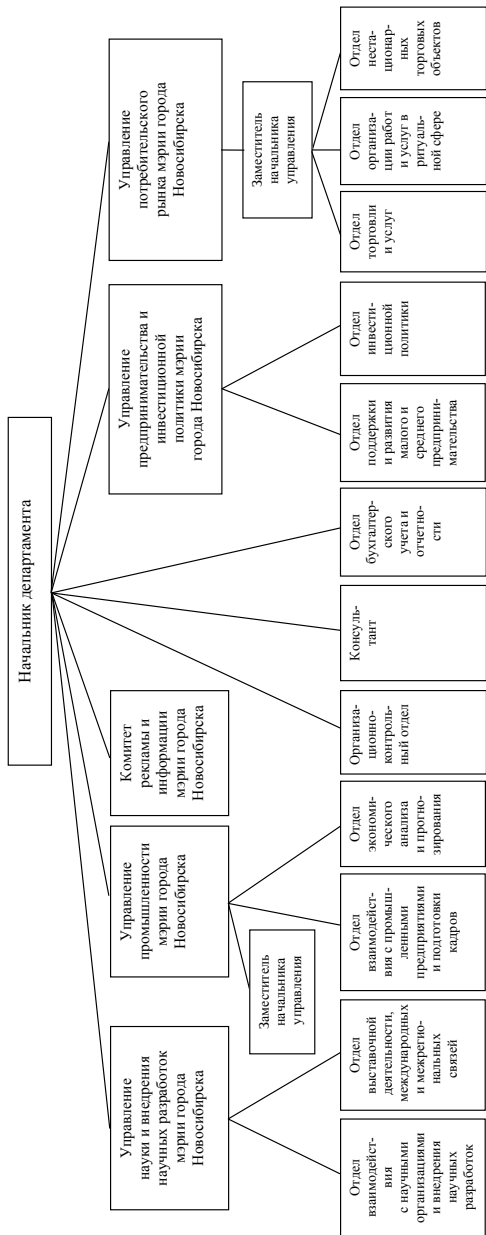 Начальник департамента
Управление
науки и внедрения
научных разработок
мэрии города
Новосибирска
Управление
промышленности
мэрии города
Новосибирска
Комитет
рекламы и
информации
мэрии города
Новосибирска
Управление
предпринимательства и
инвестиционной
политики мэрии
города Новосибирска
Управление
потребительского
рынка мэрии города
Новосибирска
Заместитель
начальника
управления
Заместитель
начальника
управления
Отдел
взаимодейст-
вия
с научными
организациями
и внедрения
научных
разработок
Отдел
выставочной
деятельности,
международных
и межрегио-
нальных
связей
Отдел
взаимодейст-
вия с промыш-
ленными
предприятиями
и подготовки
кадров
Отдел
экономи-
ческого
анализа
и прогно-
зирования
Организа-
ционно-
контроль-
ный отдел
Консуль-
тант
Отдел
бухгалтер-
ского
учета и
отчетно-
сти
Отдел
поддержки
и развития
малого и
среднего
предприни-
мательства
Отдел
инвести-
ционной
политики
Отдел
торговли
и услуг
Отдел
организа-
ции работ
и услуг в
ритуаль-
ной сфере
Отдел
неста-
ционар-
ных
торговых
объектов